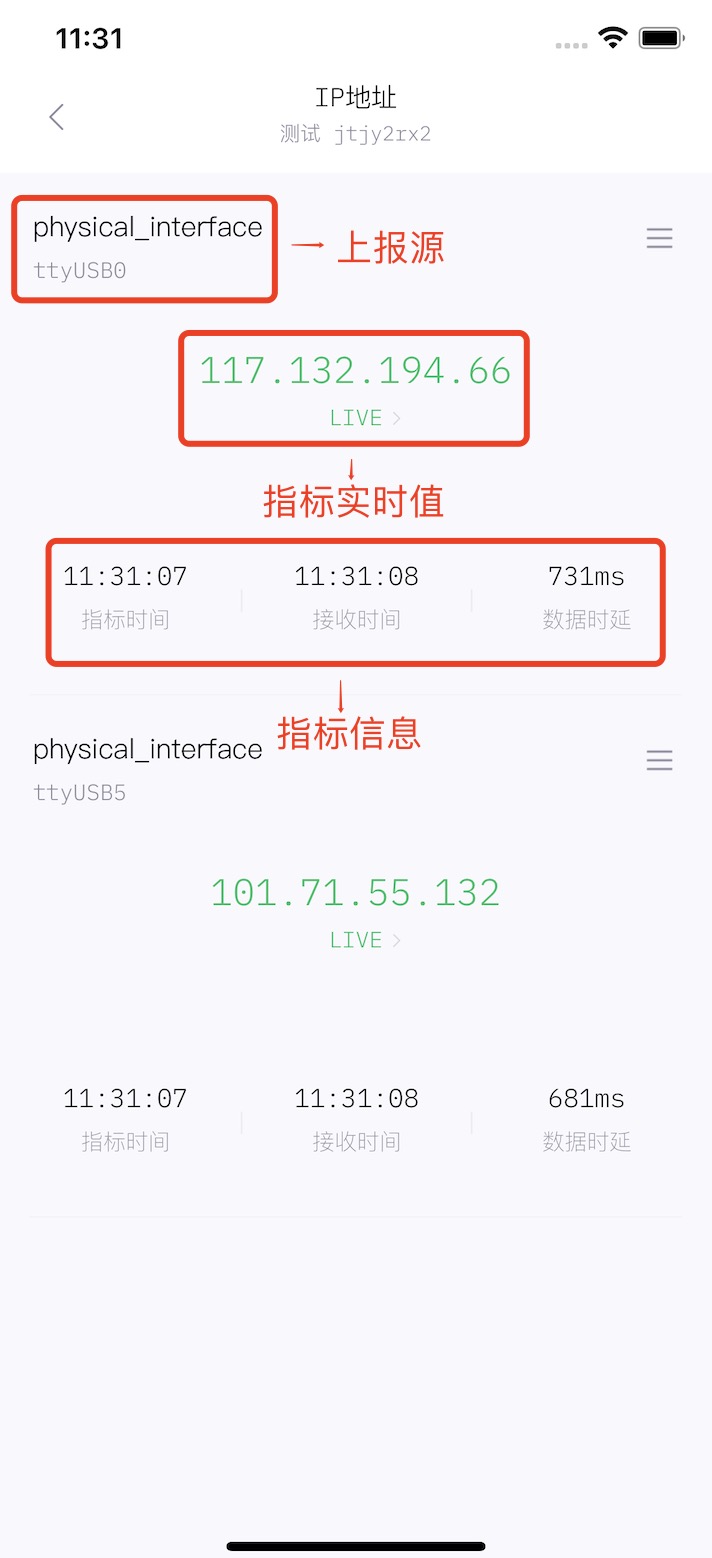 11:31
IP地址
测试 jtjy2rx2
physical_interface
ttyUSB0
上报源
117.132.194.66
LIVE >
指标实时值
11:31:07 11:31:08 731ms
指标时间 接收时间 数据时延
指标信息
physical_interface
ttyUSB5
101.71.55.132
LIVE >
11:31:07 11:31:08 681ms
指标时间 接收时间 数据时延